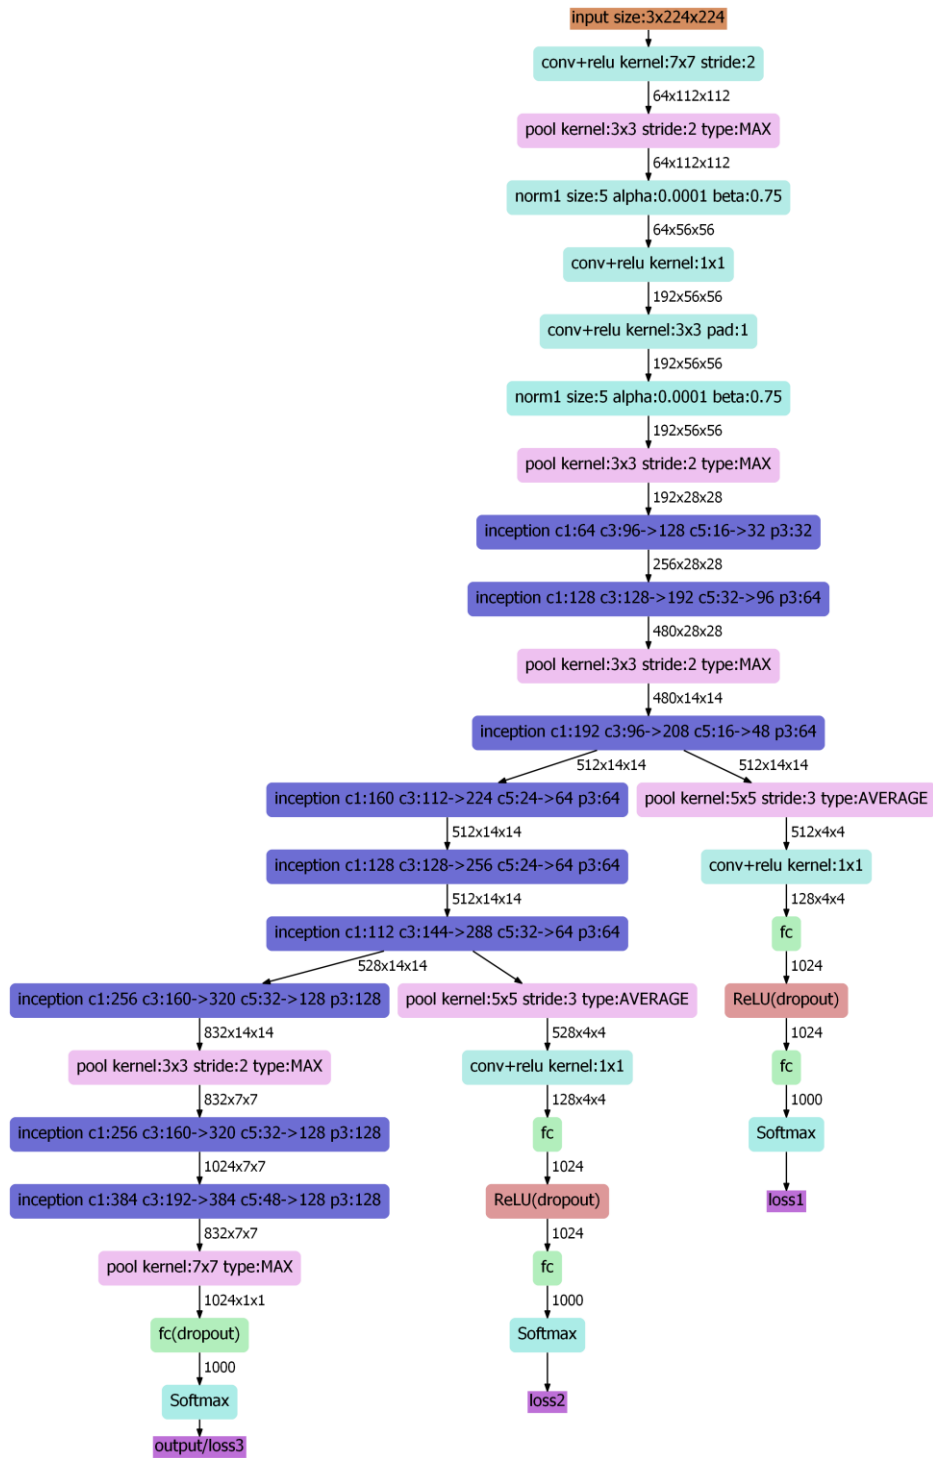 input size:3x224x224
conv+relu kernel:7x7 stride:2
64x112x112
pool kernel:3x3 stride:2 type:MAX
64x112x112
norm1 size:5 alpha:0.0001 beta:0.75
64x56x56
conv+relu kernel:1x1
192x56x56
conv+relu kernel:3x3 pad:1
192x56x56
norm1 size:5 alpha:0.0001 beta:0.75
192x56x56
pool kernel:3x3 stride:2 type:MAX
192x28x28
inception c1:64 c3:96->128 c5:16->32 p3:32
256x28x28
inception c1:128 c3:128->192 c5:32->96 p3:64
480x28x28
pool kernel:3x3 stride:2 type:MAX
480x14x14
inception c1:192 c3:96->208 c5:16->48 p3:64
512x14x14
inception c1:160 c3:112->224 c5:24->64 p3:64
512x14x14
inception c1:128 c3:128->256 c5:24->64 p3:64
512x14x14
inception c1:112 c3:144->288 c5:32->64 p3:64
528x14x14
inception c1:256 c3:160->320 c5:32->128 p3:128
832x14x14
pool kernel:3x3 stride:2 type:MAX
832x7x7
inception c1:256 c3:160->320 c5:32->128 p3:128
1024x7x7
inception c1:384 c3:192->384 c5:48->128 p3:128
832x7x7
pool kernel:7x7 type:MAX
1024x1x1
fc(dropout)
1000
Softmax
output/loss3
pool kernel:5x5 stride:3 type:AVERAGE
528x4x4
conv+relu kernel:1x1
128x4x4
fc
1024
ReLU(dropout)
1024
fc
1000
Softmax
loss2
512x14x14
pool kernel:5x5 stride:3 type:AVERAGE
512x4x4
conv+relu kernel:1x1
128x4x4
fc
1024
ReLU(dropout)
1024
fc
1000
Softmax
loss1